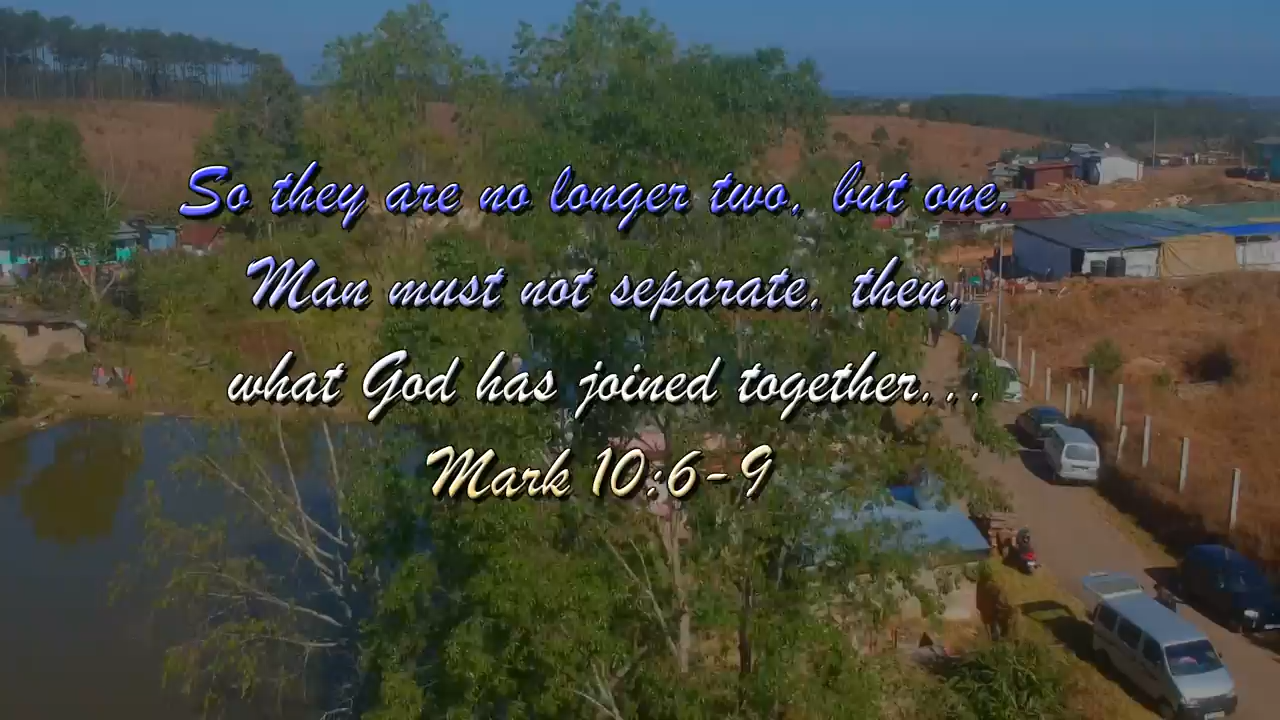 So they are no longer two, but one.
Man must not separate, then,
what God has joined together...
Mark 10:6-9